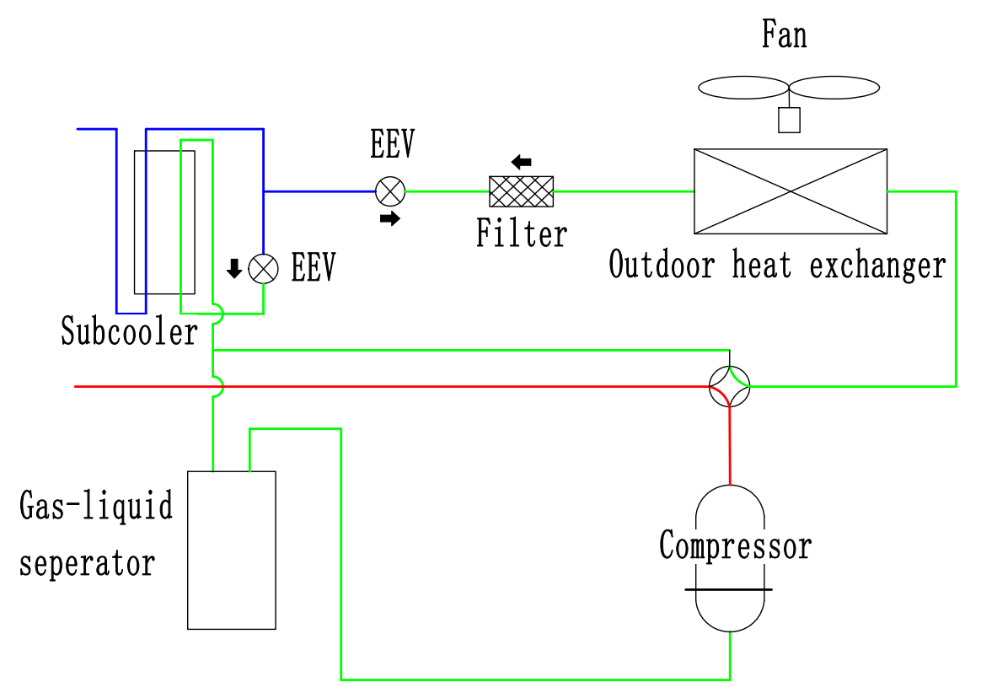 Fan
EEV
Filter
Outdoor heat exchanger
EEV
Subcooler
Gas-liquid
seperator
Compressor